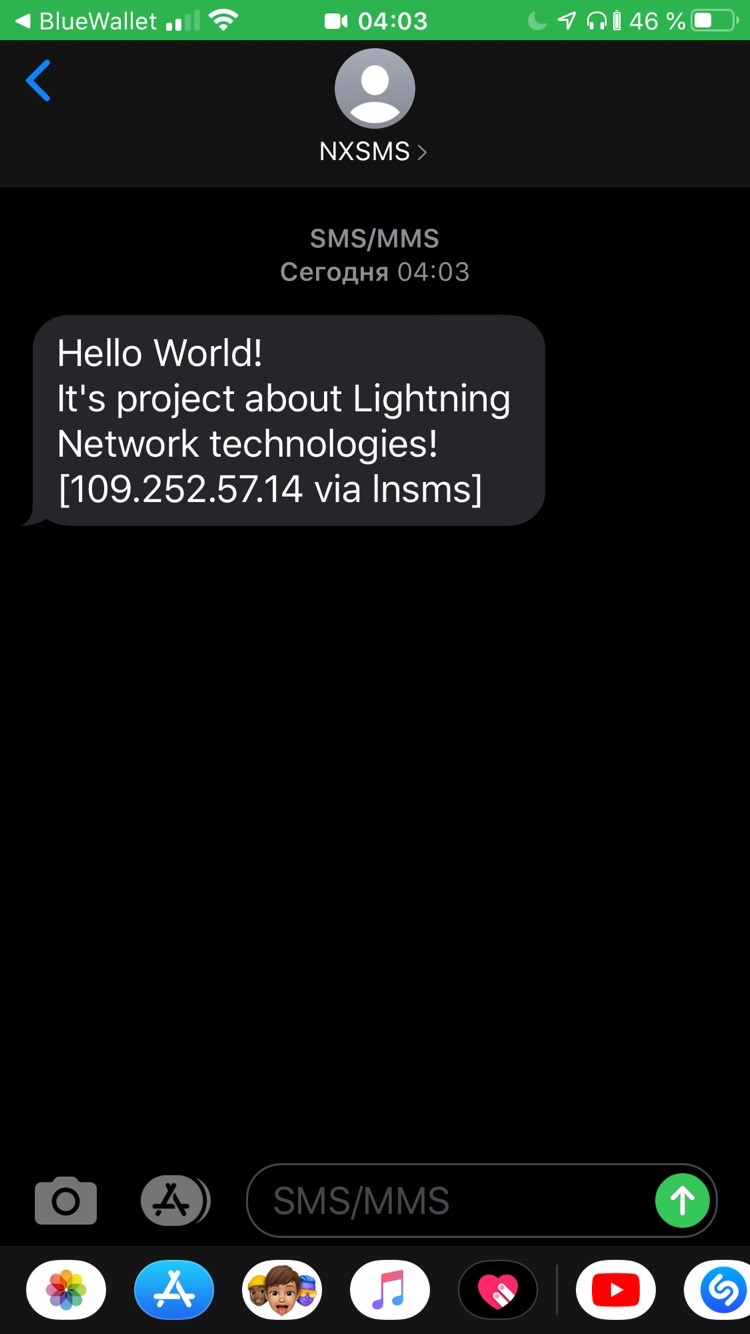 BlueWallet
04:03
46 %
NXSMS
SMS/MMS
Сегодня 04:03
Hello World!
It's project about Lightning
Network technologies!
[109.252.57.14 via lnsms]
SMS/MMS